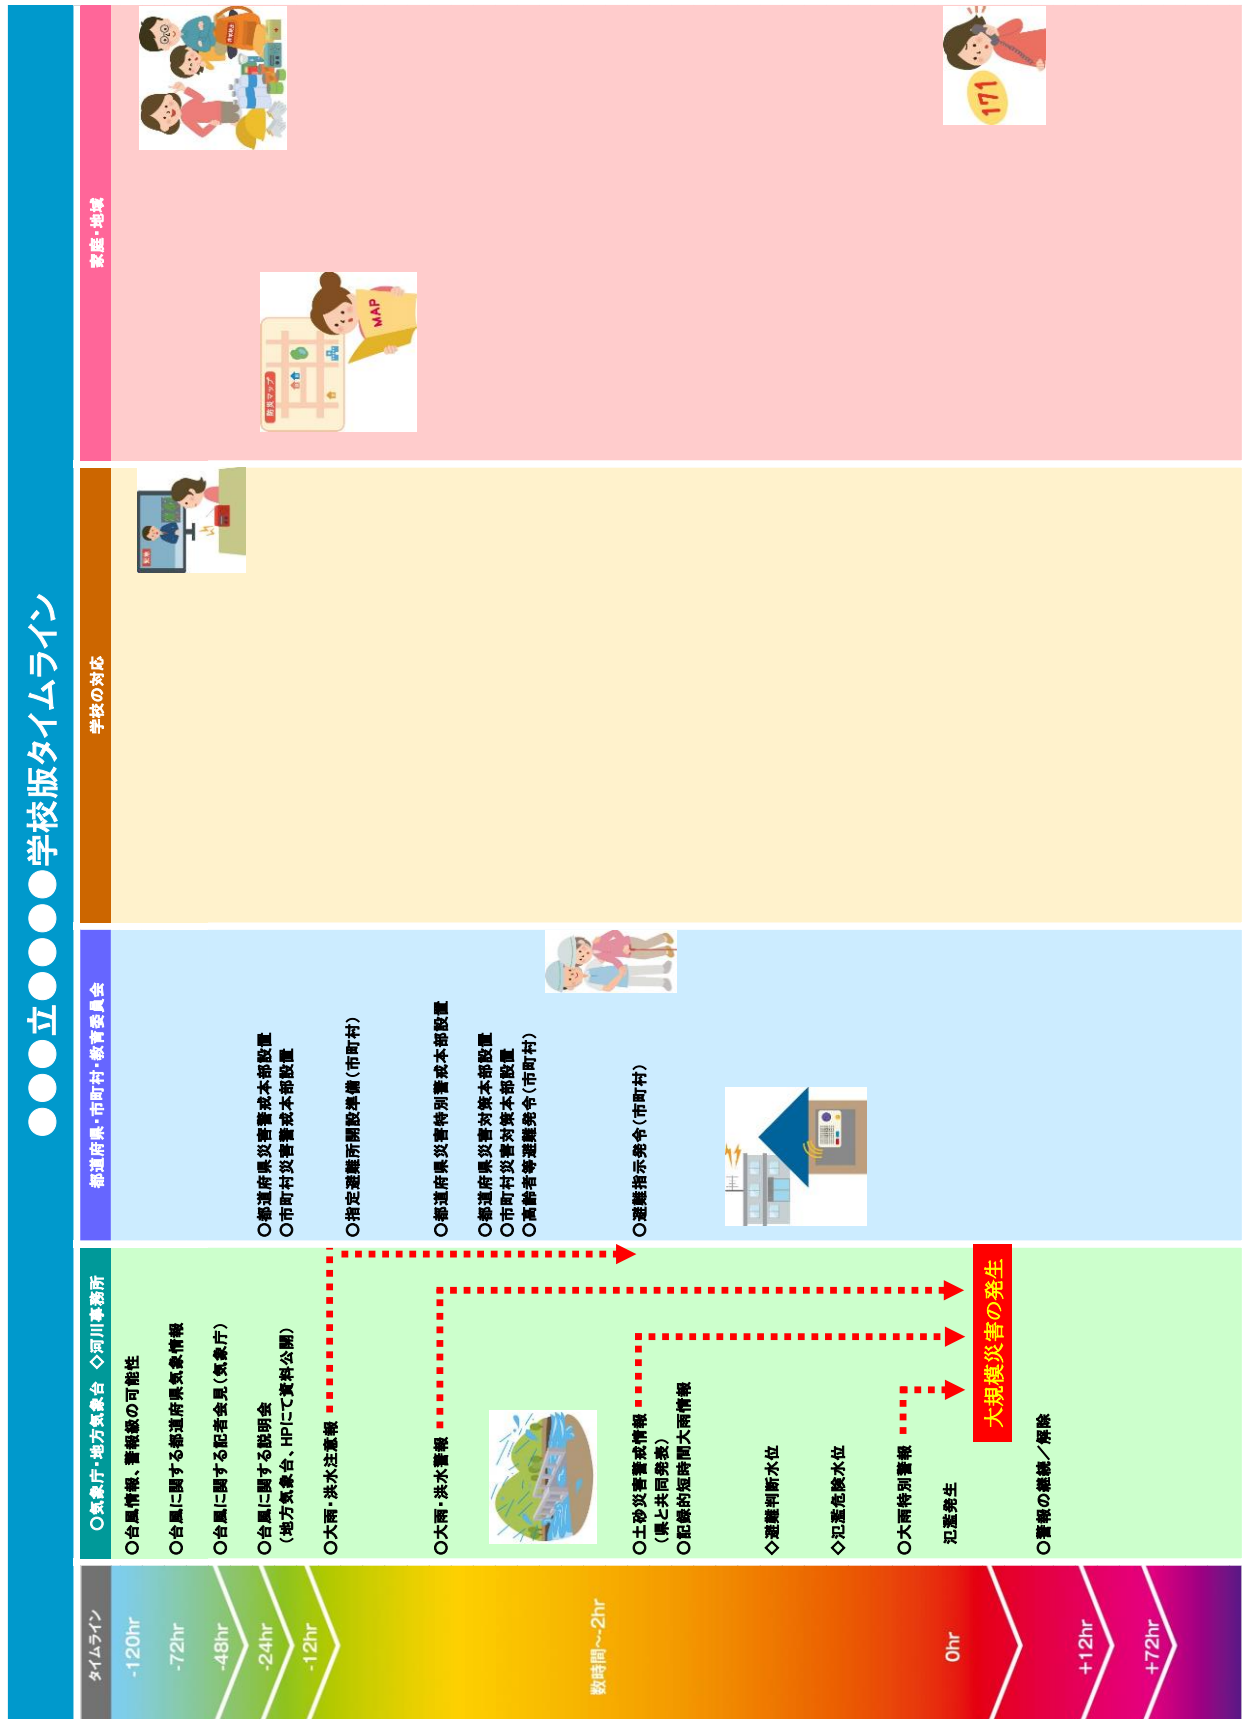 ●●●立●●●●学校版タイムライン
タイムライン
○気象庁・地方気象台　◇河川事務所
都道府県・市町村・教育委員会
学校の対応
家庭・地域
-120hr
-72hr
-48hr
-24hr
-12hr
数時間～-2hr
0hr
+12hr
+72hr
○台風情報、警報級の可能性
○台風に関する都道府県気象情報
○台風に関する記者会見（気象庁）
○台風に関する説明会
（地方気象台、HPにて資料公開）
○大雨・洪水注意報
○大雨・洪水警報
○土砂災害警戒情報
（県と共同発表）
○記録的短時間大雨情報
◇避難判断水位
◇氾濫危険水位
○大雨特別警報
氾濫発生
大規模災害の発生
○警報の継続／解除
○都道府県災害警戒本部設置
○市町村災害警戒本部設置
○指定避難所開設準備（市町村）
○都道府県災害特別警戒本部設置
○都道府県災害対策本部設置
○市町村災害対策本部設置
○高齢者等避難発令（市町村）
○避難指示発令（市町村）
防災マップ
MAP
171